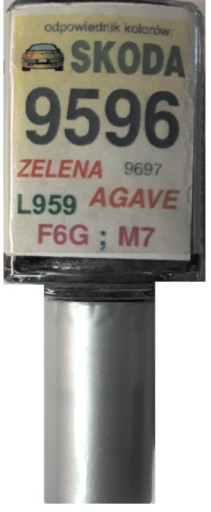 odpowiednik kolorów:
SKODA
9596
ZELENA 9697
L959 AGAVE
F6G ; M7